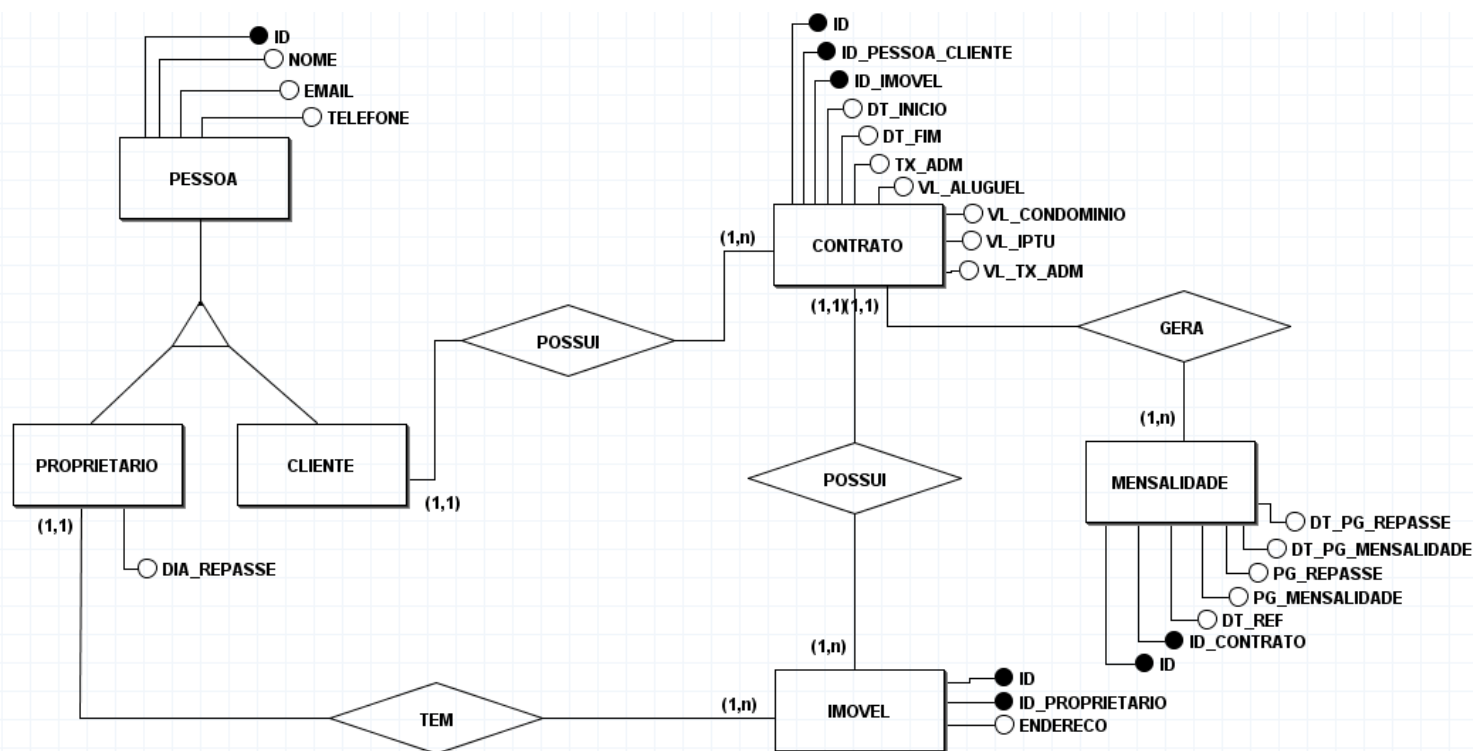 ID
NOME
EMAIL
TELEFONE
PESSOA
ID
ID_PESSOA_CLIENTE
ID_IMOVEL
DT_INICIO
DT_FIM
TX_ADM
VL_ALUGUEL
VL_CONDOMINIO
VL_IPTU
VL_TX_ADM
CONTRATO
(1,n)
(1,1)
(1,1)
POSSUI
GERA
(1,n)
PROPRIETARIO
CLIENTE
(1,1)
(1,1)
DIA_REPASSE
POSSUI
MENSALIDADE
DT_PG_REPASSE
DT_PG_MENSALIDADE
PG_REPASSE
PG_MENSALIDADE
DT_REF
ID_CONTRATO
ID
(1,n)
TEM
(1,n)
IMOVEL
ID
ID_PROPRIETARIO
ENDERECO